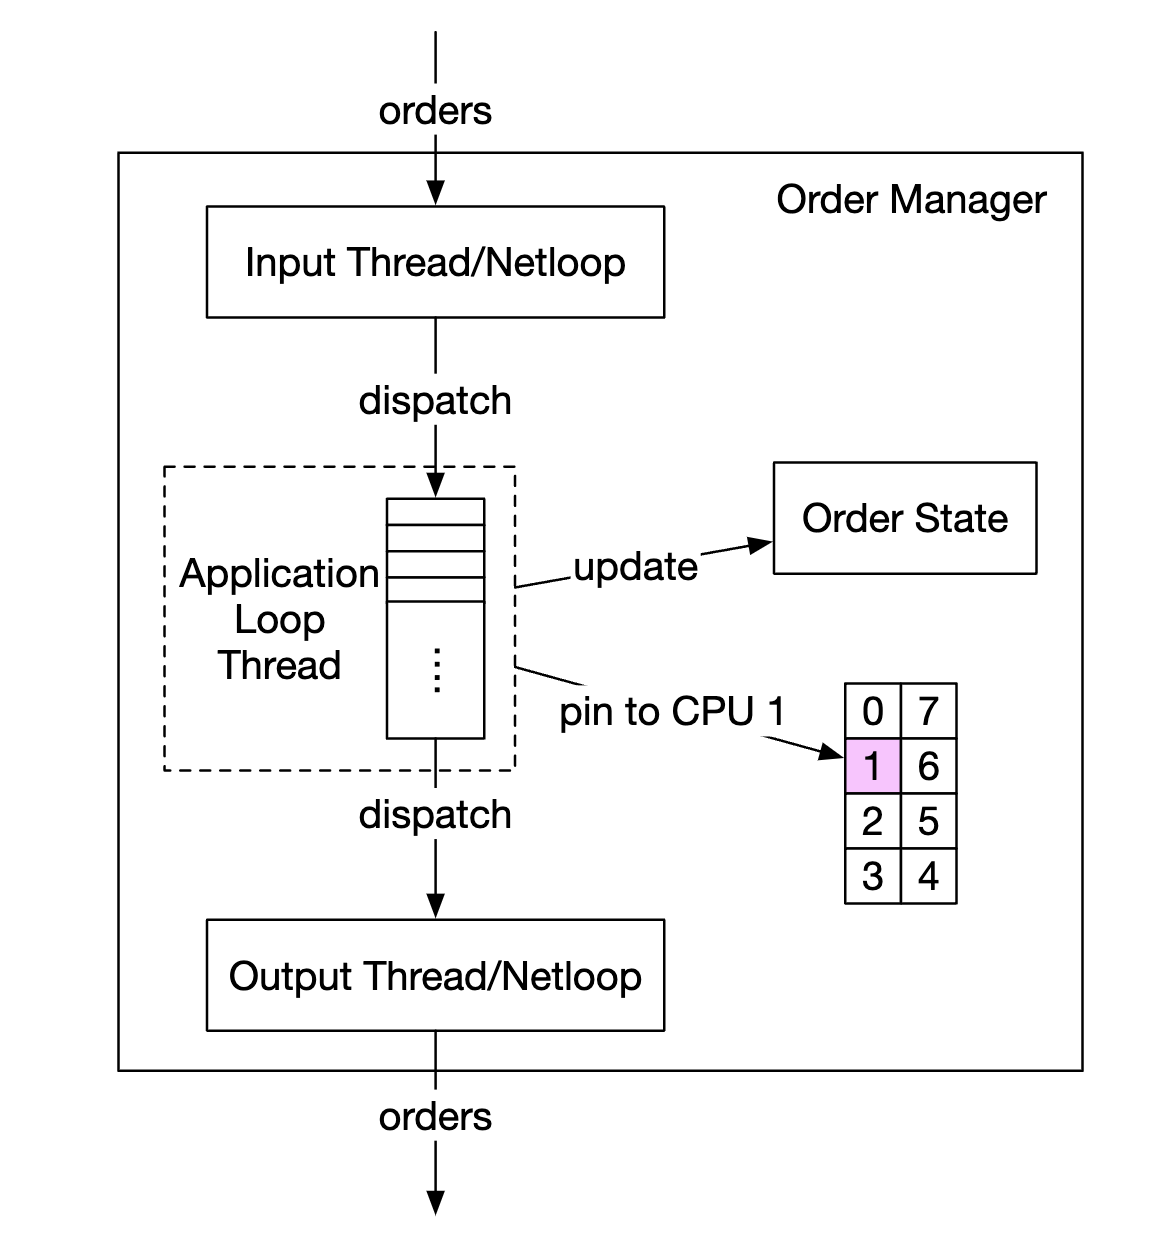 orders
Order Manager
Input Thread/Netloop
dispatch
Application
Loop
Thread
update
Order State
pin to CPU 1
0 7
1 6
2 5
3 4
dispatch
Output Thread/Netloop
orders